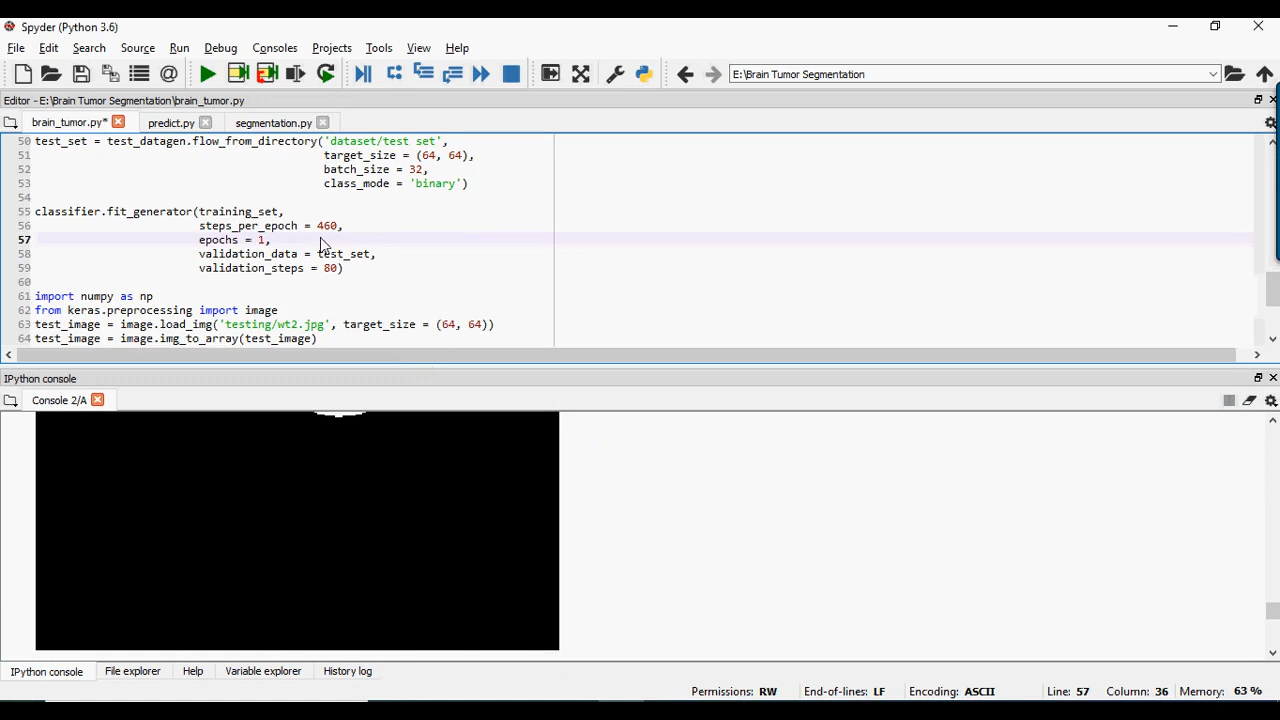 Spyder (Python 3.6)
File Edit Search Source Run Debug Consoles Projects Tools View Help
E:\Brain Tumor Segmentation
Editor - E:\Brain Tumor Segmentation\brain_tumor.py
brain_tumor.py* predict.py segmentation.py
50 test_set = test_datagen.flow_from_directory('dataset/test set',
51 target_size = (64, 64),
52 batch_size = 32,
53 class_mode = 'binary')
54
55 classifier.fit_generator(training_set,
56 steps_per_epoch = 460,
57 epochs = 1,
58 validation_data = test_set,
59 validation_steps = 80)
60
61 import numpy as np
62 from keras.preprocessing import image
63 test_image = image.load_img('testing/wt2.jpg', target_size = (64, 64))
64 test_image = image.img_to_array(test_image)
IPython console
Console 2/A
IPython console File explorer Help Variable explorer History log
Permissions: RW End-of-lines: LF Encoding: ASCII Line: 57 Column: 36 Memory: 63 %